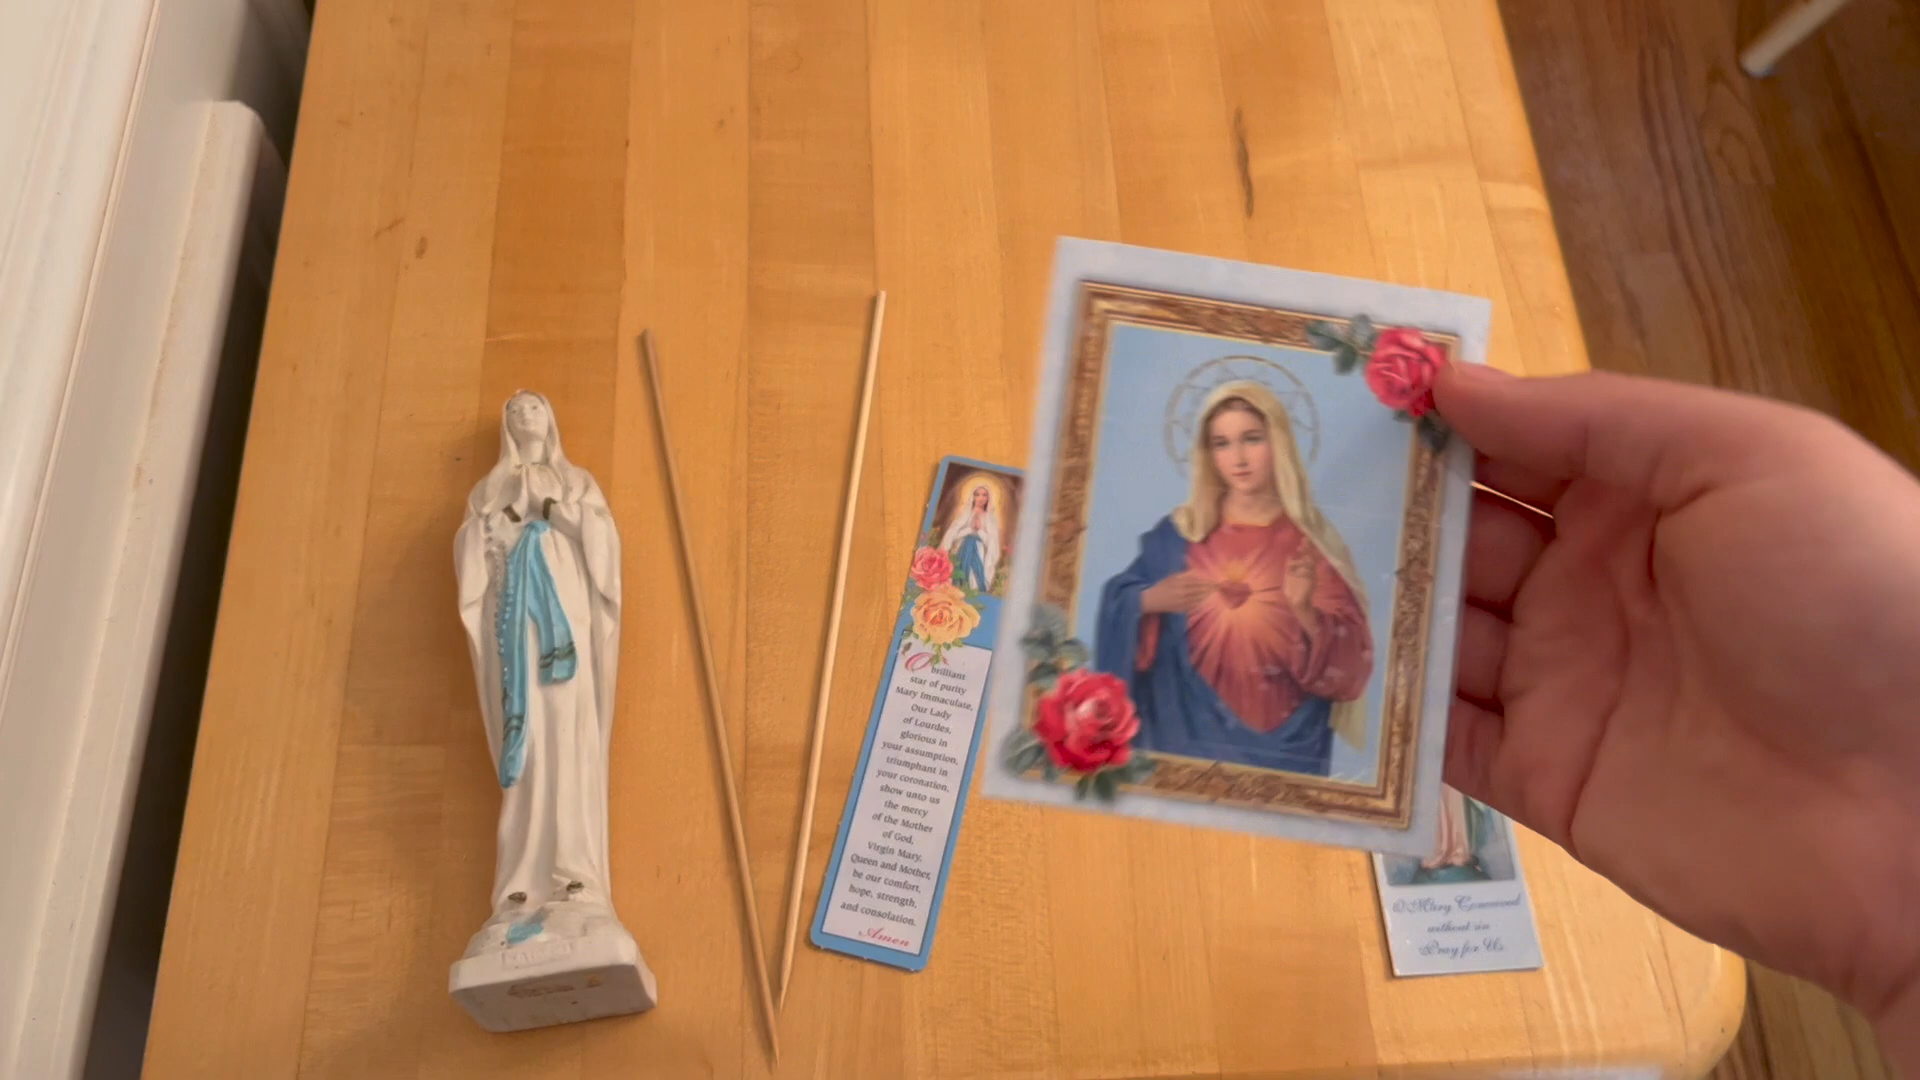 O brilliant
star of purity
Mary Immaculate,
Our Lady
of Lourdes,
glorious in
your assumption,
triumphant in
your coronation,
show unto us
the mercy
of the Mother
of God,
Virgin Mary,
Queen and Mother,
be our comfort,
hope, strength,
and consolation.
Amen
O Mary Conceived
without sin
Pray for Us